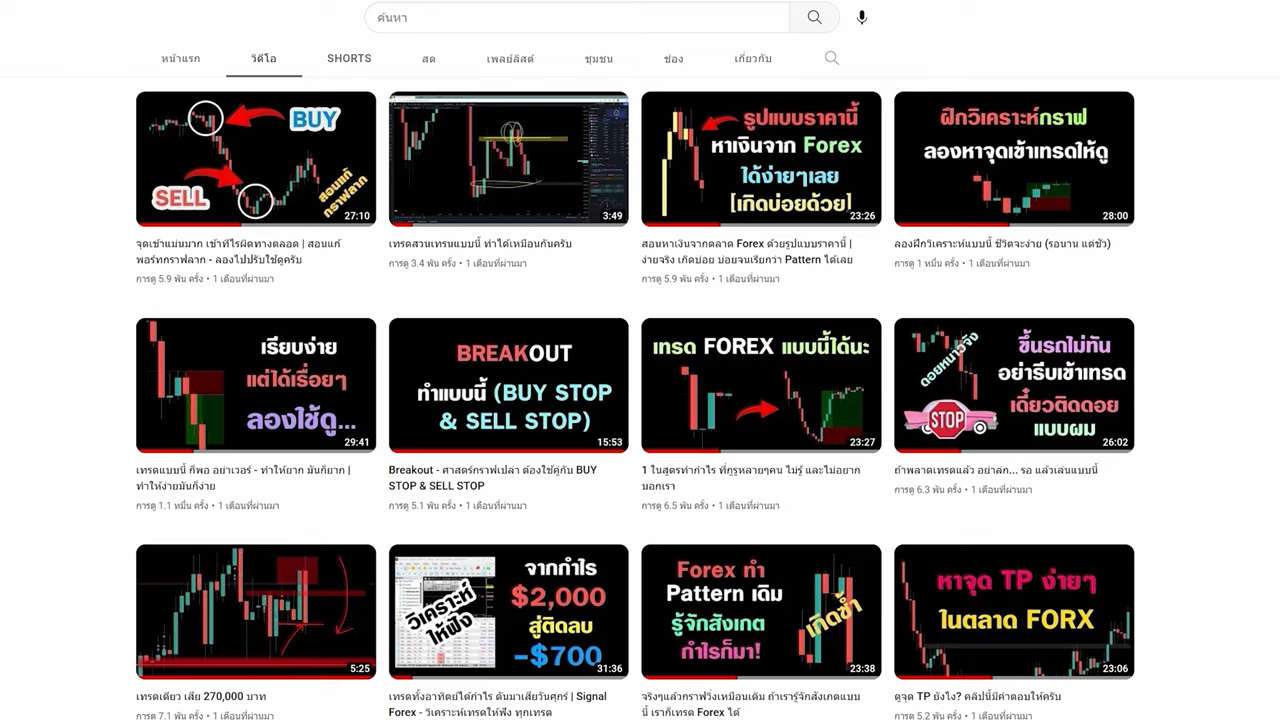 ค้นหา
หน้าแรก
วิดีโอ
SHORTS
สด
เพลย์ลิสต์
ชุมชน
ช่อง
เกี่ยวกับ
BUY
SELL
สอนแก้
กราฟลาก
27:10
3:49
รูปแบบราคานี้
หาเงินจาก Forex
ได้ง่ายๆเลย
[เกิดบ่อยด้วย]
23:26
ฝึกวิเคราะห์กราฟ
ลองหาจุดเข้าเทรดให้ดู
28:00
จุดเข้าแม่นมาก เข้าทีไรผิดทางตลอด | สอนแก้
พอร์ทกราฟลาก - ลองไปปรับใช้ดูครับ
การดู 5.9 พัน ครั้ง • 1 เดือนที่ผ่านมา
เทรดสวนเทรนแบบนี้ ทำได้เหมือนกันครับ
การดู 3.4 พัน ครั้ง • 1 เดือนที่ผ่านมา
สอนหาเงินจากตลาด Forex ด้วยรูปแบบราคานี้ |
ง่ายจริง เกิดบ่อย บ่อยจนเรียกว่า Pattern ได้เลย
การดู 5.9 พัน ครั้ง • 1 เดือนที่ผ่านมา
ลองฝึกวิเคราะห์แบบนี้ ชีวิตจะง่าย (รอนาน แต่ชัว)
การดู 1 หมื่น ครั้ง • 1 เดือนที่ผ่านมา
เรียบง่าย
แต่ได้เรื่อยๆ
ลองใช้ดู...
29:41
BREAKOUT
ทำแบบนี้ (BUY STOP
& SELL STOP)
15:53
เทรด FOREX แบบนี้ได้นะ
23:27
ดอยหนาวจัง
STOP
ขึ้นรถไม่ทัน
อย่ารีบเข้าเทรด
เดี๋ยวติดดอย
แบบผม
26:02
เทรดแบบนี้ ก็พอ อย่าเวอร์ - ทำให้ยาก มันก็ยาก |
ทำให้ง่ายมันก็ง่าย
การดู 1.1 หมื่น ครั้ง • 1 เดือนที่ผ่านมา
Breakout - ศาสตร์กราฟเปล่า ต้องใช้คู่กับ BUY
STOP & SELL STOP
การดู 5.1 พัน ครั้ง • 1 เดือนที่ผ่านมา
1 ในสูตรทำกำไร ที่กูรูหลายๆคน ไม่รู้ และไม่อยาก
บอกเรา
การดู 6.5 พัน ครั้ง • 1 เดือนที่ผ่านมา
ถ้าพลาดเทรดแล้ว อย่าลก... รอ แล้วเล่นแบบนี้
การดู 6.3 พัน ครั้ง • 1 เดือนที่ผ่านมา
5:25
วิเคราะห์
ให้ฟัง
จากกำไร
$2,000
สู่ติดลบ
-$700
31:36
Forex ทำ
Pattern เดิม
รู้จักสังเกต
กำไรก็มา!
เกิดซ้ำ
23:38
หาจุด TP ง่ายๆ
ในตลาด FORX
23:06
เทรดเดียว เสีย 270,000 บาท
การดู 7.1 พัน ครั้ง • 1 เดือนที่ผ่านมา
เทรดทั้งอาทิตย์ได้กำไร ดันมาเสียวันศุกร์ | Signal
Forex - วิเคราะห์เทรดให้ฟัง ทุกเทรด
จริงๆแล้วกราฟวิ่งเหมือนเดิม ถ้าเรารู้จักสังเกตแบบ
นี้ เราก็เทรด Forex ได้
ดูจุด TP ยังไง? คลิปนี้มีคำตอบให้ครับ
การดู 5.2 พัน ครั้ง • 1 เดือนที่ผ่านมา